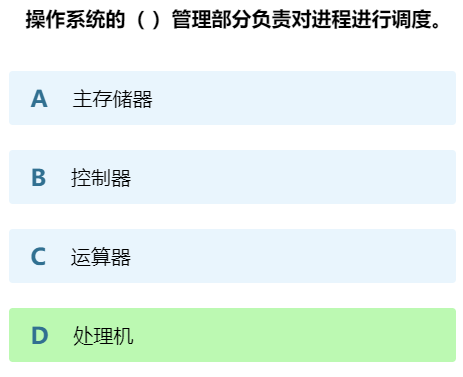 操作系统的（ ）管理部分负责对进程进行调度。
A 主存储器
B 控制器
C 运算器
D 处理机